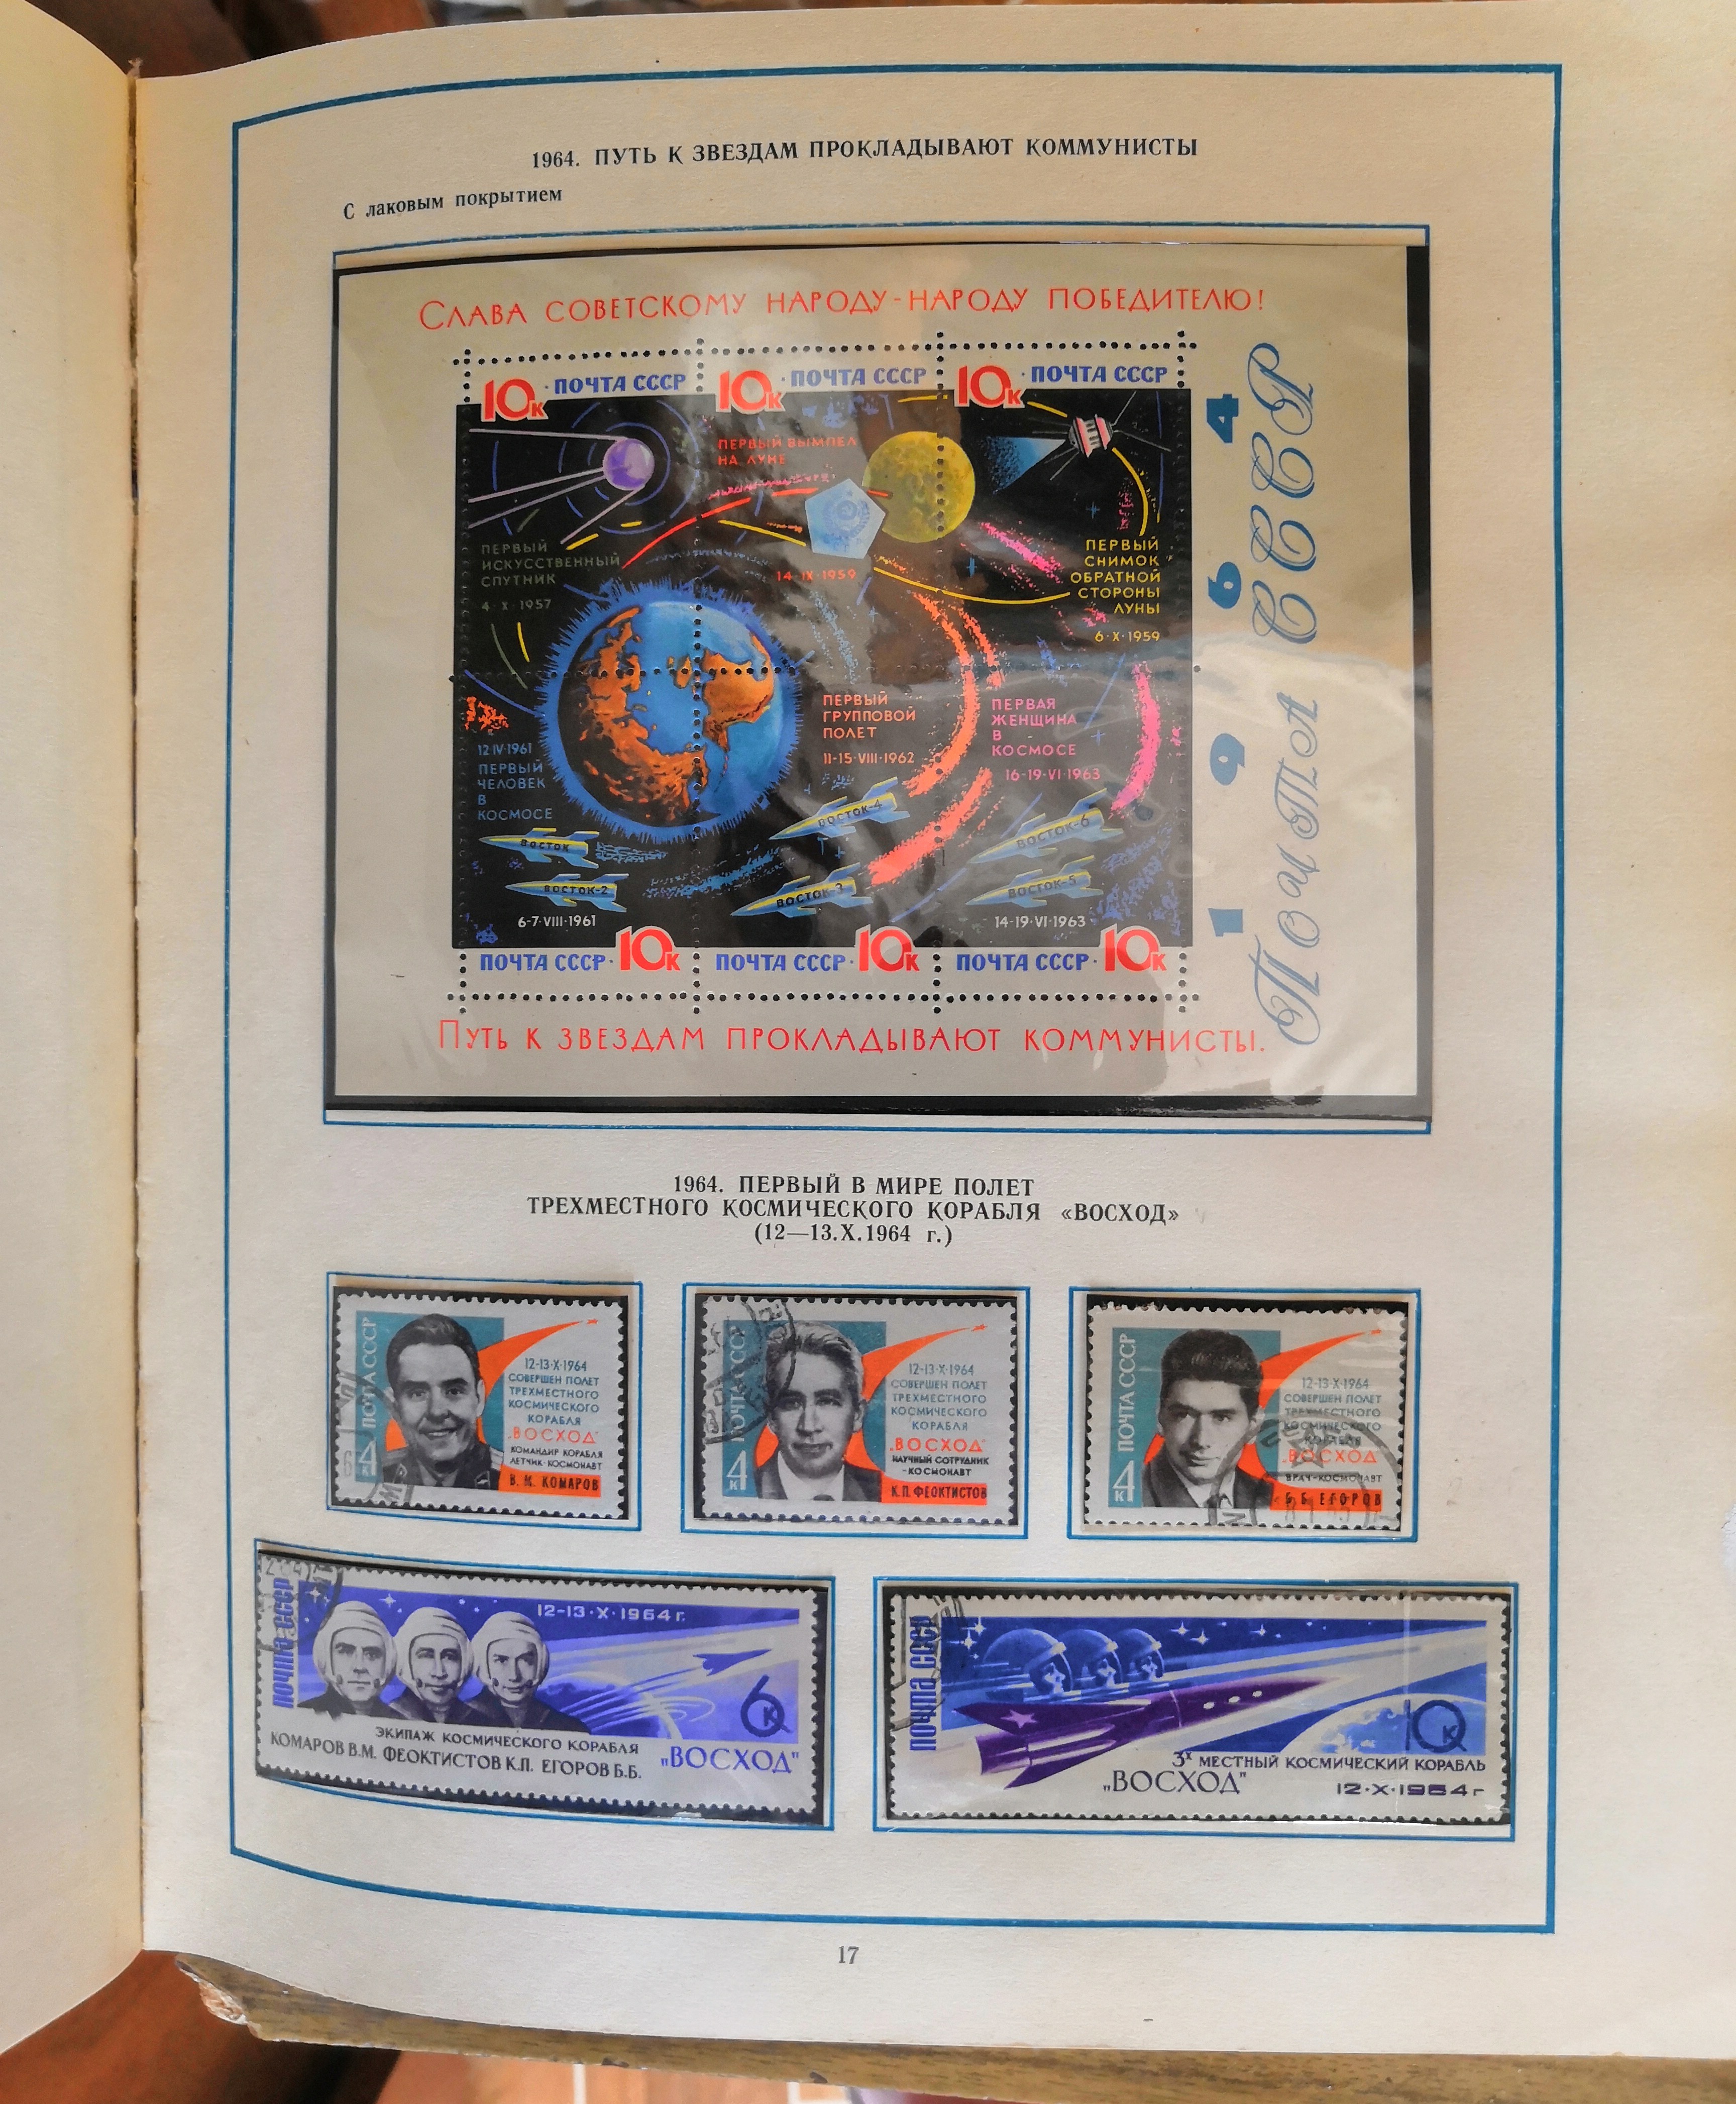 1964. ПУТЬ К ЗВЕЗДАМ ПРОКЛАДЫВАЮТ КОММУНИСТЫ
С лаковым покрытием
СЛАВА СОВЕТСКОМУ НАРОДУ-НАРОДУ ПОБЕДИТЕЛЮ!
10К · ПОЧТА СССР
10К · ПОЧТА СССР
10К · ПОЧТА СССР
ПЕРВЫЙ
ИСКУССТВЕННЫЙ
СПУТНИК
4·X·1957
ПЕРВЫЙ ВЫМПЕЛ
НА ЛУНЕ
14·IX·1959
ПЕРВЫЙ
СНИМОК
ОБРАТНОЙ
СТОРОНЫ
ЛУНЫ
6·X·1959
12·IV·1961
ПЕРВЫЙ
ЧЕЛОВЕК
В
КОСМОСЕ
ВОСТОК
ВОСТОК-2
6-7·VIII·1961
ПЕРВЫЙ
ГРУППОВОЙ
ПОЛЕТ
11-15·VIII·1962
ВОСТОК-4
ВОСТОК-3
ПЕРВАЯ
ЖЕНЩИНА
В
КОСМОСЕ
16-19·VI·1963
ВОСТОК-6
ВОСТОК-5
14-19·VI·1963
ПОЧТА СССР · 10К
ПОЧТА СССР · 10К
ПОЧТА СССР · 10К
ПУТЬ К ЗВЕЗДАМ ПРОКЛАДЫВАЮТ КОММУНИСТЫ.
1964
Почта СССР
1964. ПЕРВЫЙ В МИРЕ ПОЛЕТ
ТРЕХМЕСТНОГО КОСМИЧЕСКОГО КОРАБЛЯ «ВОСХОД»
(12—13.X.1964 г.)
ПОЧТА СССР
4К
12-13·X·1964
СОВЕРШЕН ПОЛЕТ
ТРЕХМЕСТНОГО
КОСМИЧЕСКОГО
КОРАБЛЯ
„ВОСХОД"
КОМАНДИР КОРАБЛЯ
ЛЕТЧИК-КОСМОНАВТ
В. М. КОМАРОВ
ПОЧТА СССР
4К
12-13·X·1964
СОВЕРШЕН ПОЛЕТ
ТРЕХМЕСТНОГО
КОСМИЧЕСКОГО
КОРАБЛЯ
„ВОСХОД"
НАУЧНЫЙ СОТРУДНИК
-КОСМОНАВТ
К.П. ФЕОКТИСТОВ
ПОЧТА СССР
4К
12-13·X·1964
СОВЕРШЕН ПОЛЕТ
ТРЕХМЕСТНОГО
КОСМИЧЕСКОГО
КОРАБЛЯ
„ВОСХОД"
ВРАЧ-КОСМОНАВТ
Б.Б. ЕГОРОВ
ПОЧТА СССР
12-13·X·1964г.
6К
ЭКИПАЖ КОСМИЧЕСКОГО КОРАБЛЯ
КОМАРОВ В.М. ФЕОКТИСТОВ К.П. ЕГОРОВ Б.Б. „ВОСХОД"
ПОЧТА СССР
10К
3Х МЕСТНЫЙ КОСМИЧЕСКИЙ КОРАБЛЬ
„ВОСХОД"
12·X·1964г
17